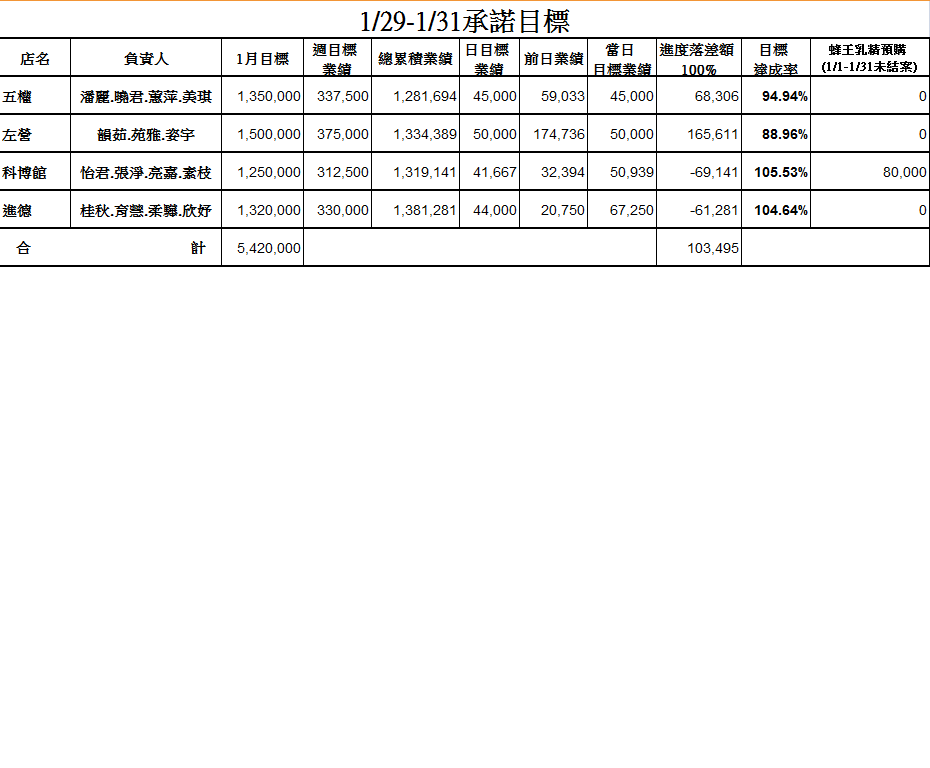 1/29-1/31承諾目標
店名 負責人 1月目標 週目標業績 總累積業績 日目標業績 前日業績 當日目標業績 進度落差額100% 目標達成率 蜂王乳精預購(1/1-1/31未結案)
五權 潘麗.曉君.蕙萍.美琪 1,350,000 337,500 1,281,694 45,000 59,033 45,000 68,306 94.94% 0
左營 韻茹.苑雅.姿宇 1,500,000 375,000 1,334,389 50,000 174,736 50,000 165,611 88.96% 0
科博館 怡君.張淨.亮嘉.素枝 1,250,000 312,500 1,319,141 41,667 32,394 50,939 -69,141 105.53% 80,000
進德 桂秋.育慧.柔驊.欣妤 1,320,000 330,000 1,381,281 44,000 20,750 67,250 -61,281 104.64% 0
合 計 5,420,000 103,495